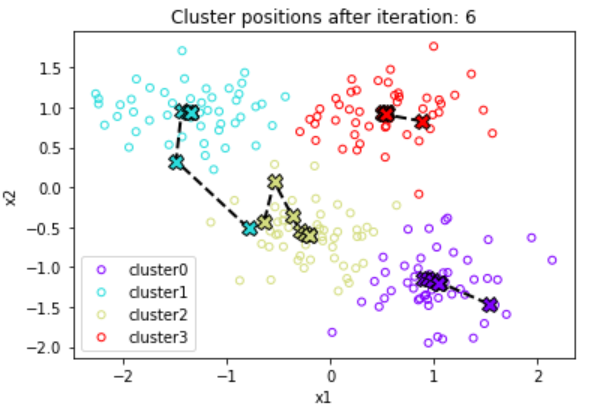 Cluster positions after iteration: 6
x2
1.5
1.0
0.5
0.0
−0.5
−1.0
−1.5
−2.0
cluster0
cluster1
cluster2
cluster3
−2
−1
0
1
2
x1